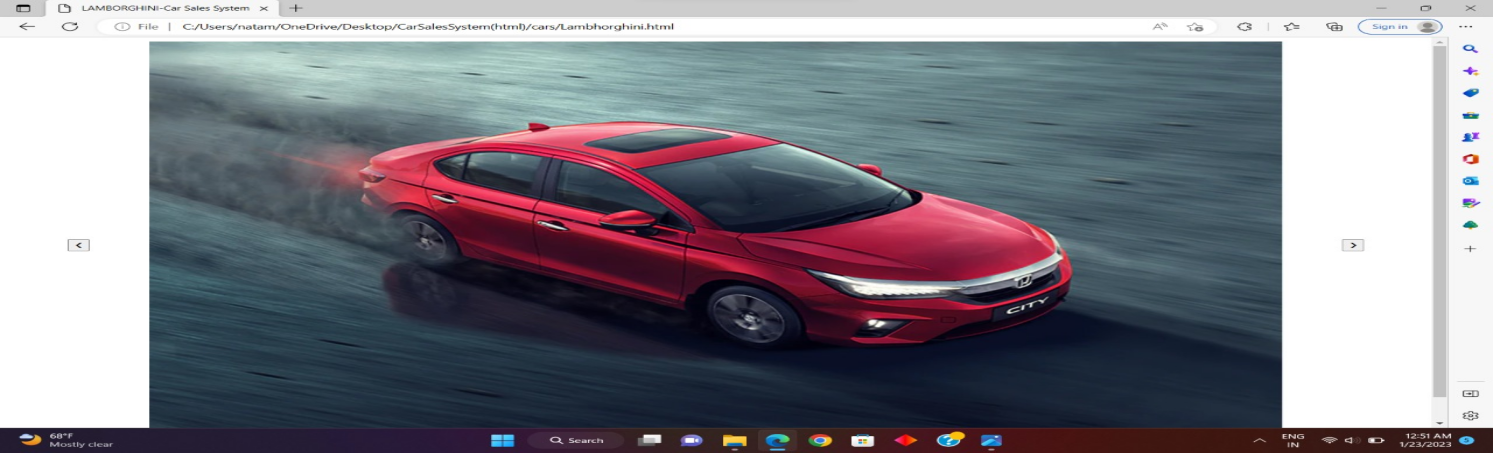 LAMBORGHINI-Car Sales System
File | C:/Users/natam/OneDrive/Desktop/CarSalesSystem(html)/cars/Lambhorghini.html
Sign in
<
>
CITY
68°F
Mostly clear
Search
ENG
IN
12:51 AM
1/23/2023
5